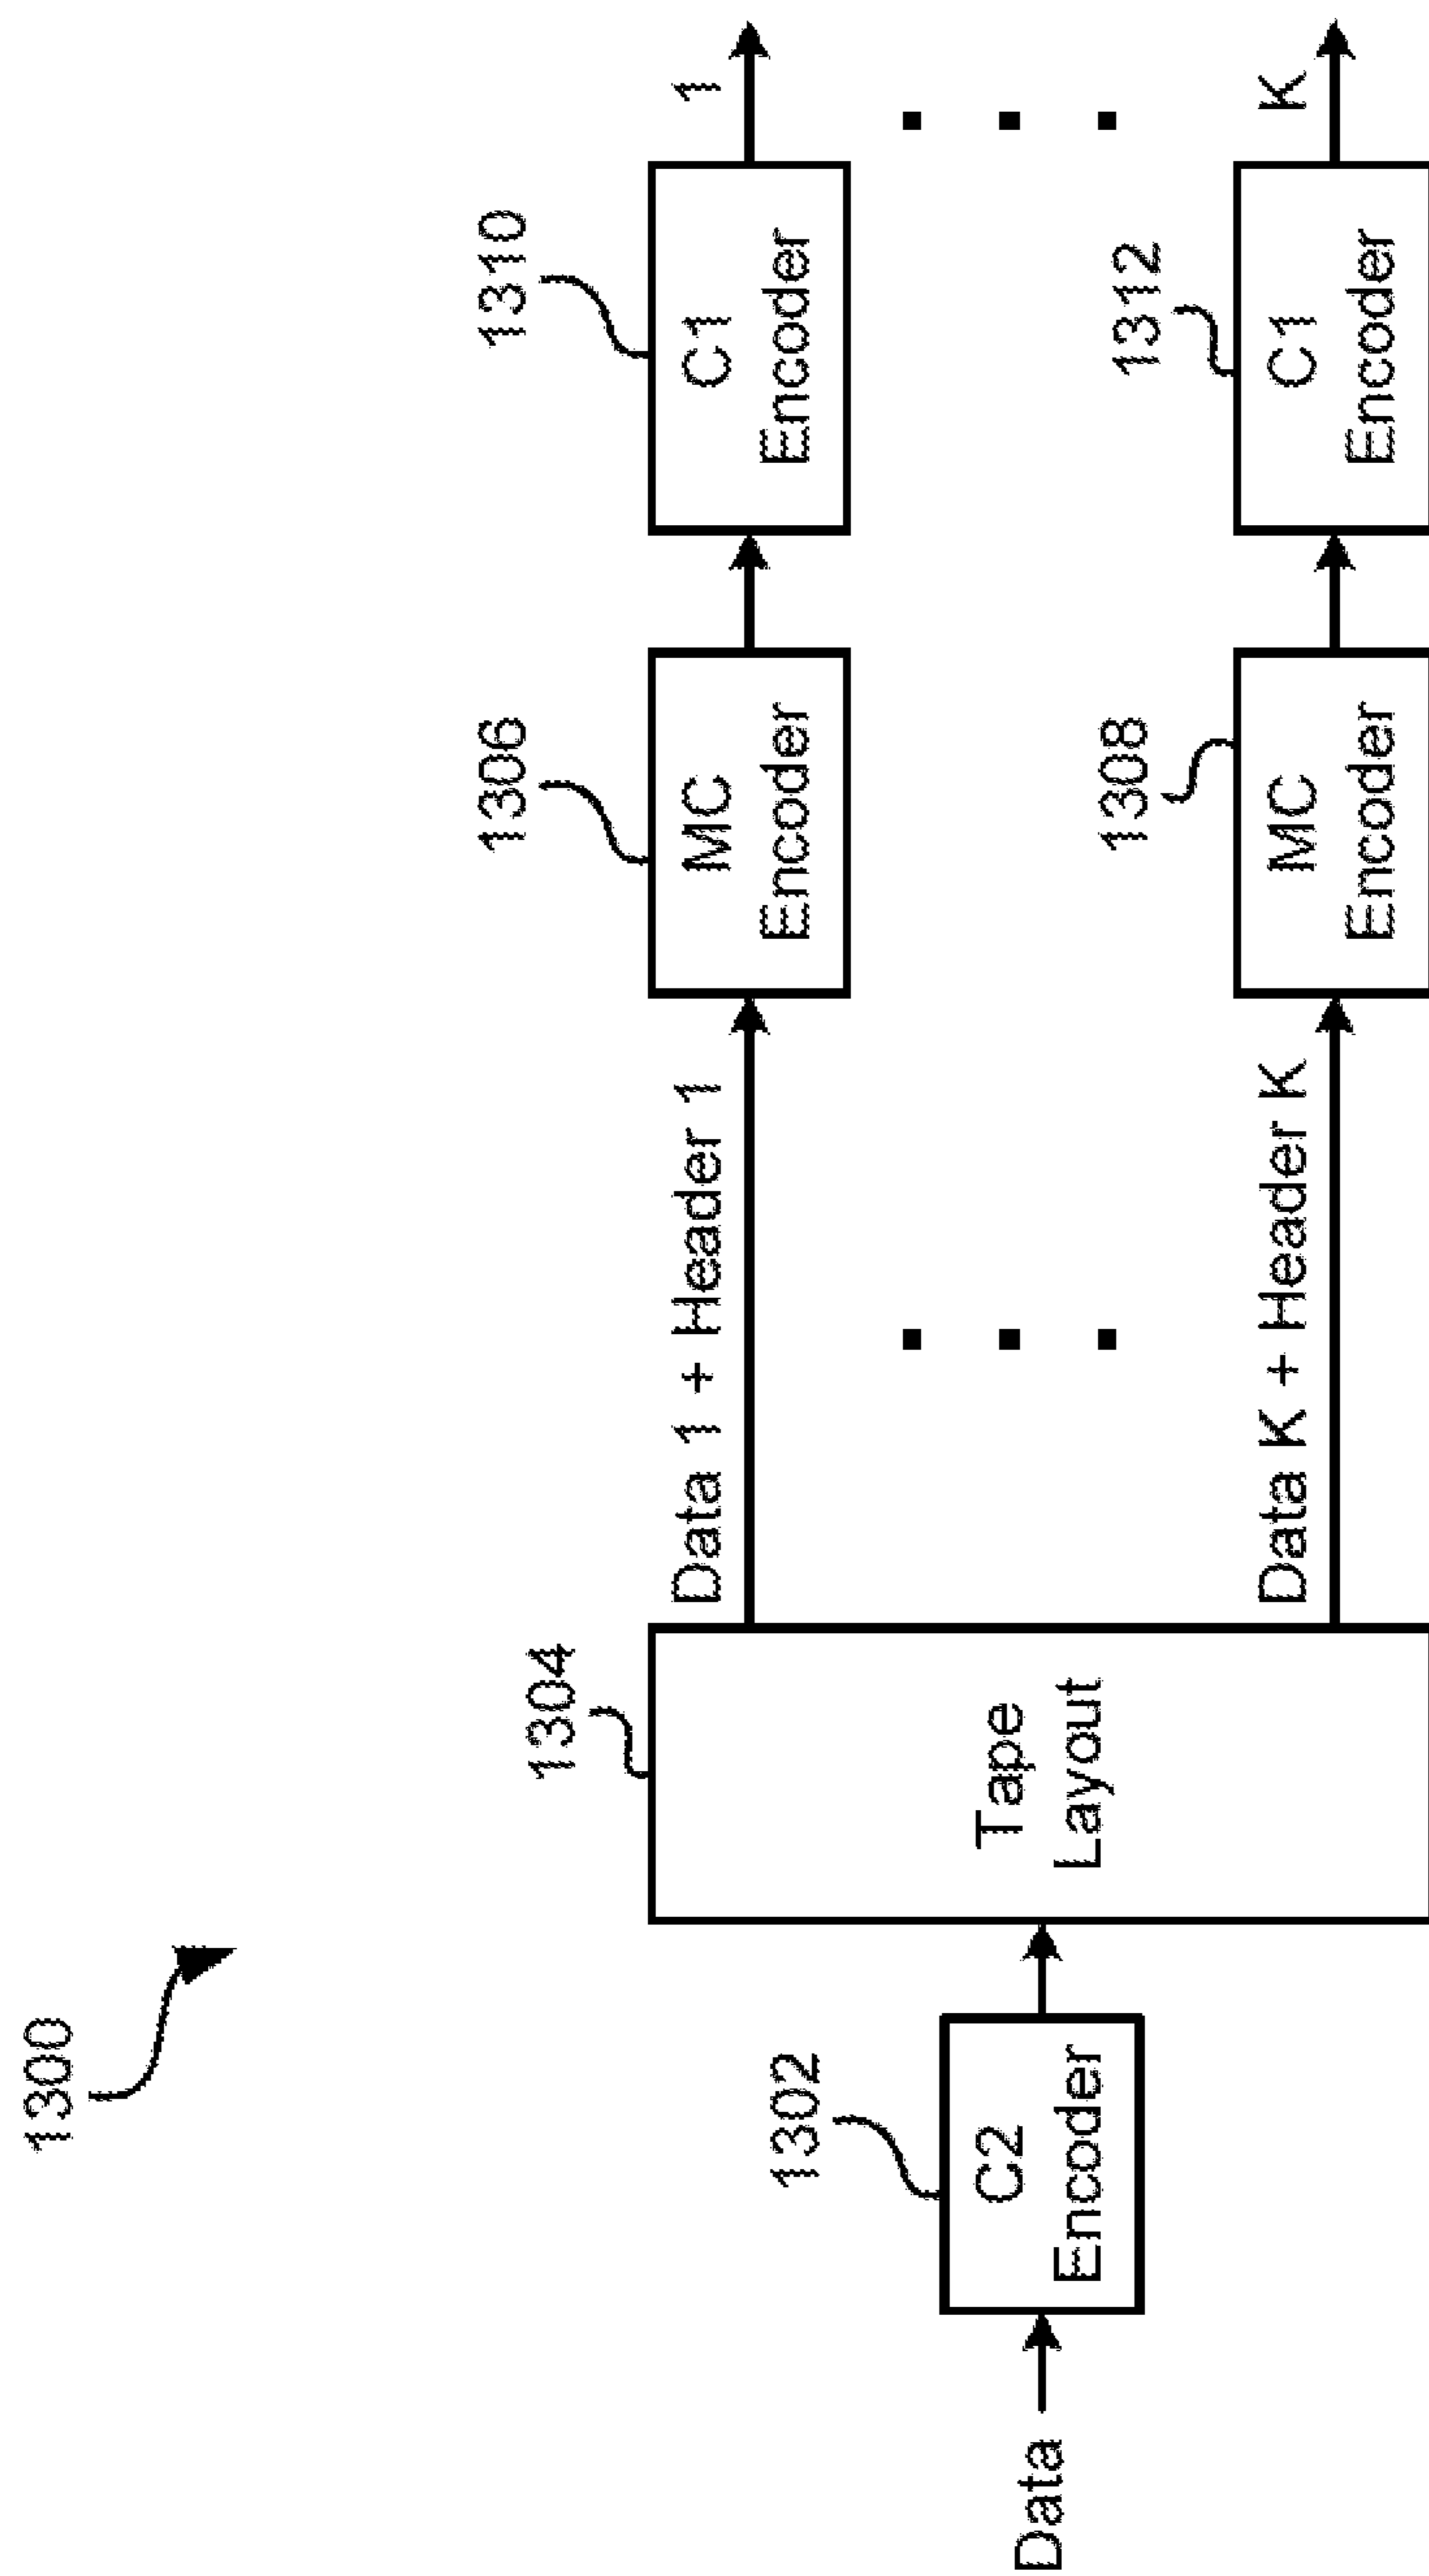 1300
Data
1302
C2
Encoder
1304
Tape
Layout
Data 1 + Header 1
1306
MC
Encoder
1310
C1
Encoder
1
Data K + Header K
1308
MC
Encoder
1312
C1
Encoder
K